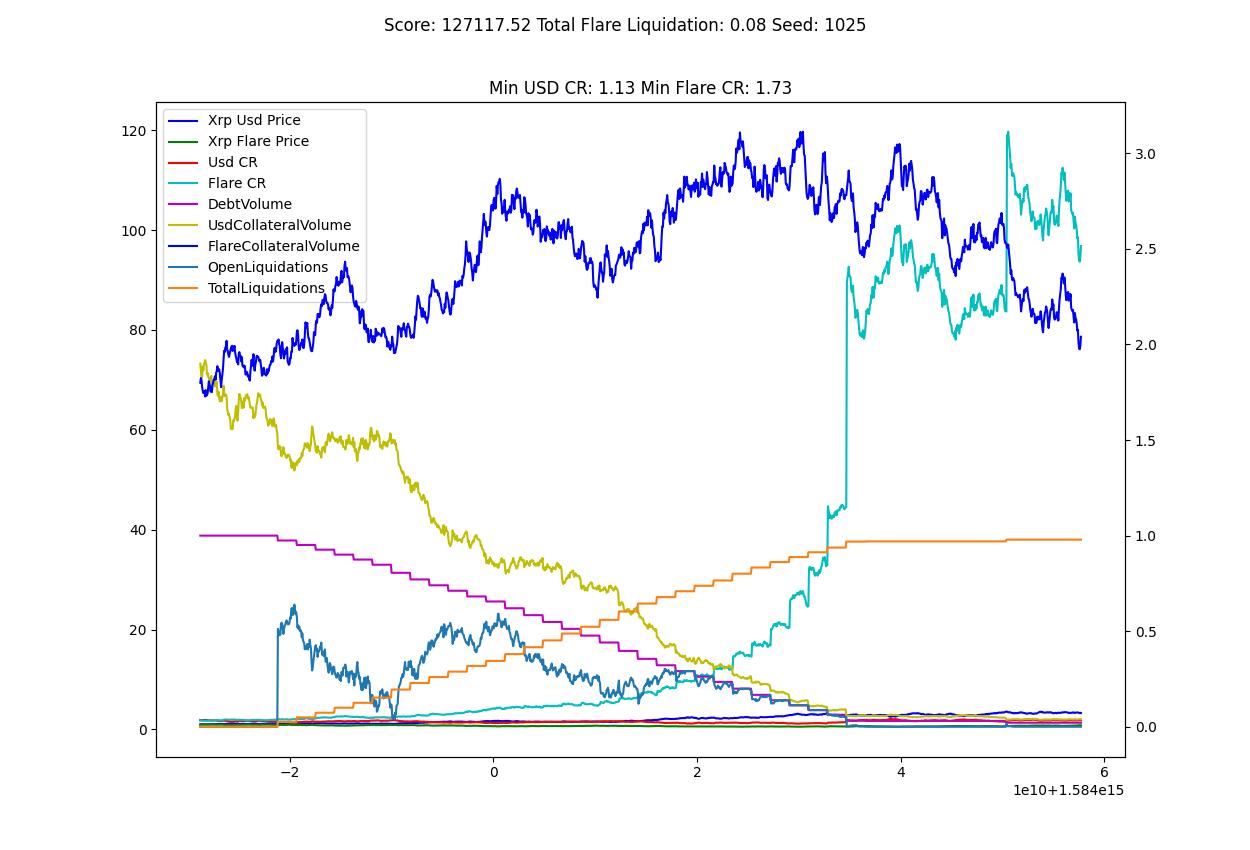 Score: 127117.52 Total Flare Liquidation: 0.08 Seed: 1025
Min USD CR: 1.13 Min Flare CR: 1.73
Xrp Usd Price
Xrp Flare Price
Usd CR
Flare CR
DebtVolume
UsdCollateralVolume
FlareCollateralVolume
OpenLiquidations
TotalLiquidations
120
100
80
60
40
20
0
3.0
2.5
2.0
1.5
1.0
0.5
0.0
−2
0
2
4
6
1e10+1.584e15